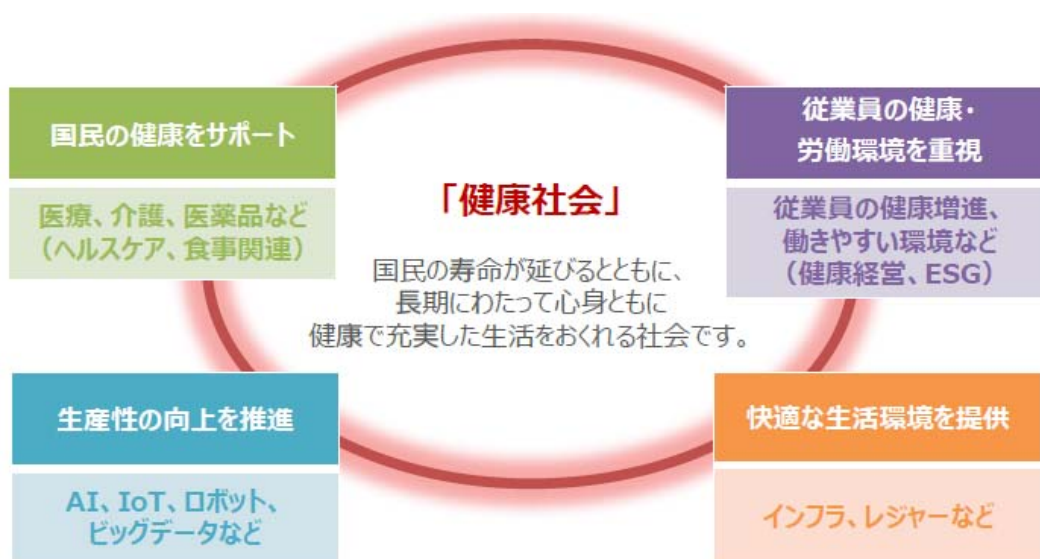 国民の健康をサポート
医療、介護、医薬品など
（ヘルスケア、食事関連）
従業員の健康・
労働環境を重視
従業員の健康増進、
働きやすい環境など
（健康経営、ESG）
「健康社会」
国民の寿命が延びるとともに、
長期にわたって心身ともに
健康で充実した生活をおくれる社会です。
生産性の向上を推進
AI、IoT、ロボット、
ビッグデータなど
快適な生活環境を提供
インフラ、レジャーなど